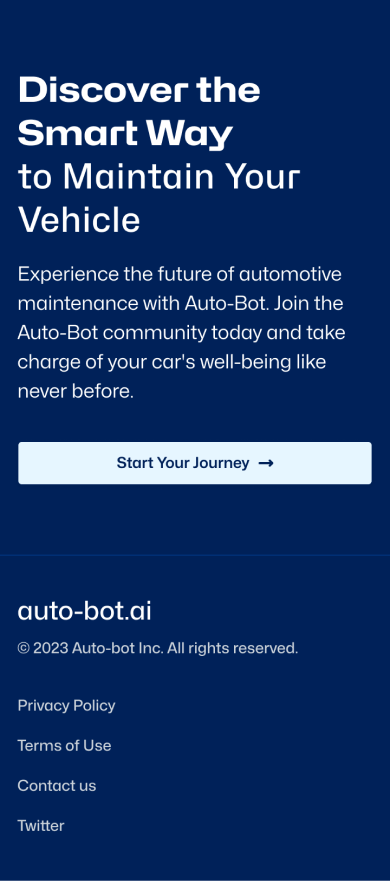 Discover the
Smart Way
to Maintain Your
Vehicle
Experience the future of automotive
maintenance with Auto-Bot. Join the
Auto-Bot community today and take
charge of your car's well-being like
never before.
Start Your Journey →
auto-bot.ai
© 2023 Auto-bot Inc. All rights reserved.
Privacy Policy
Terms of Use
Contact us
Twitter